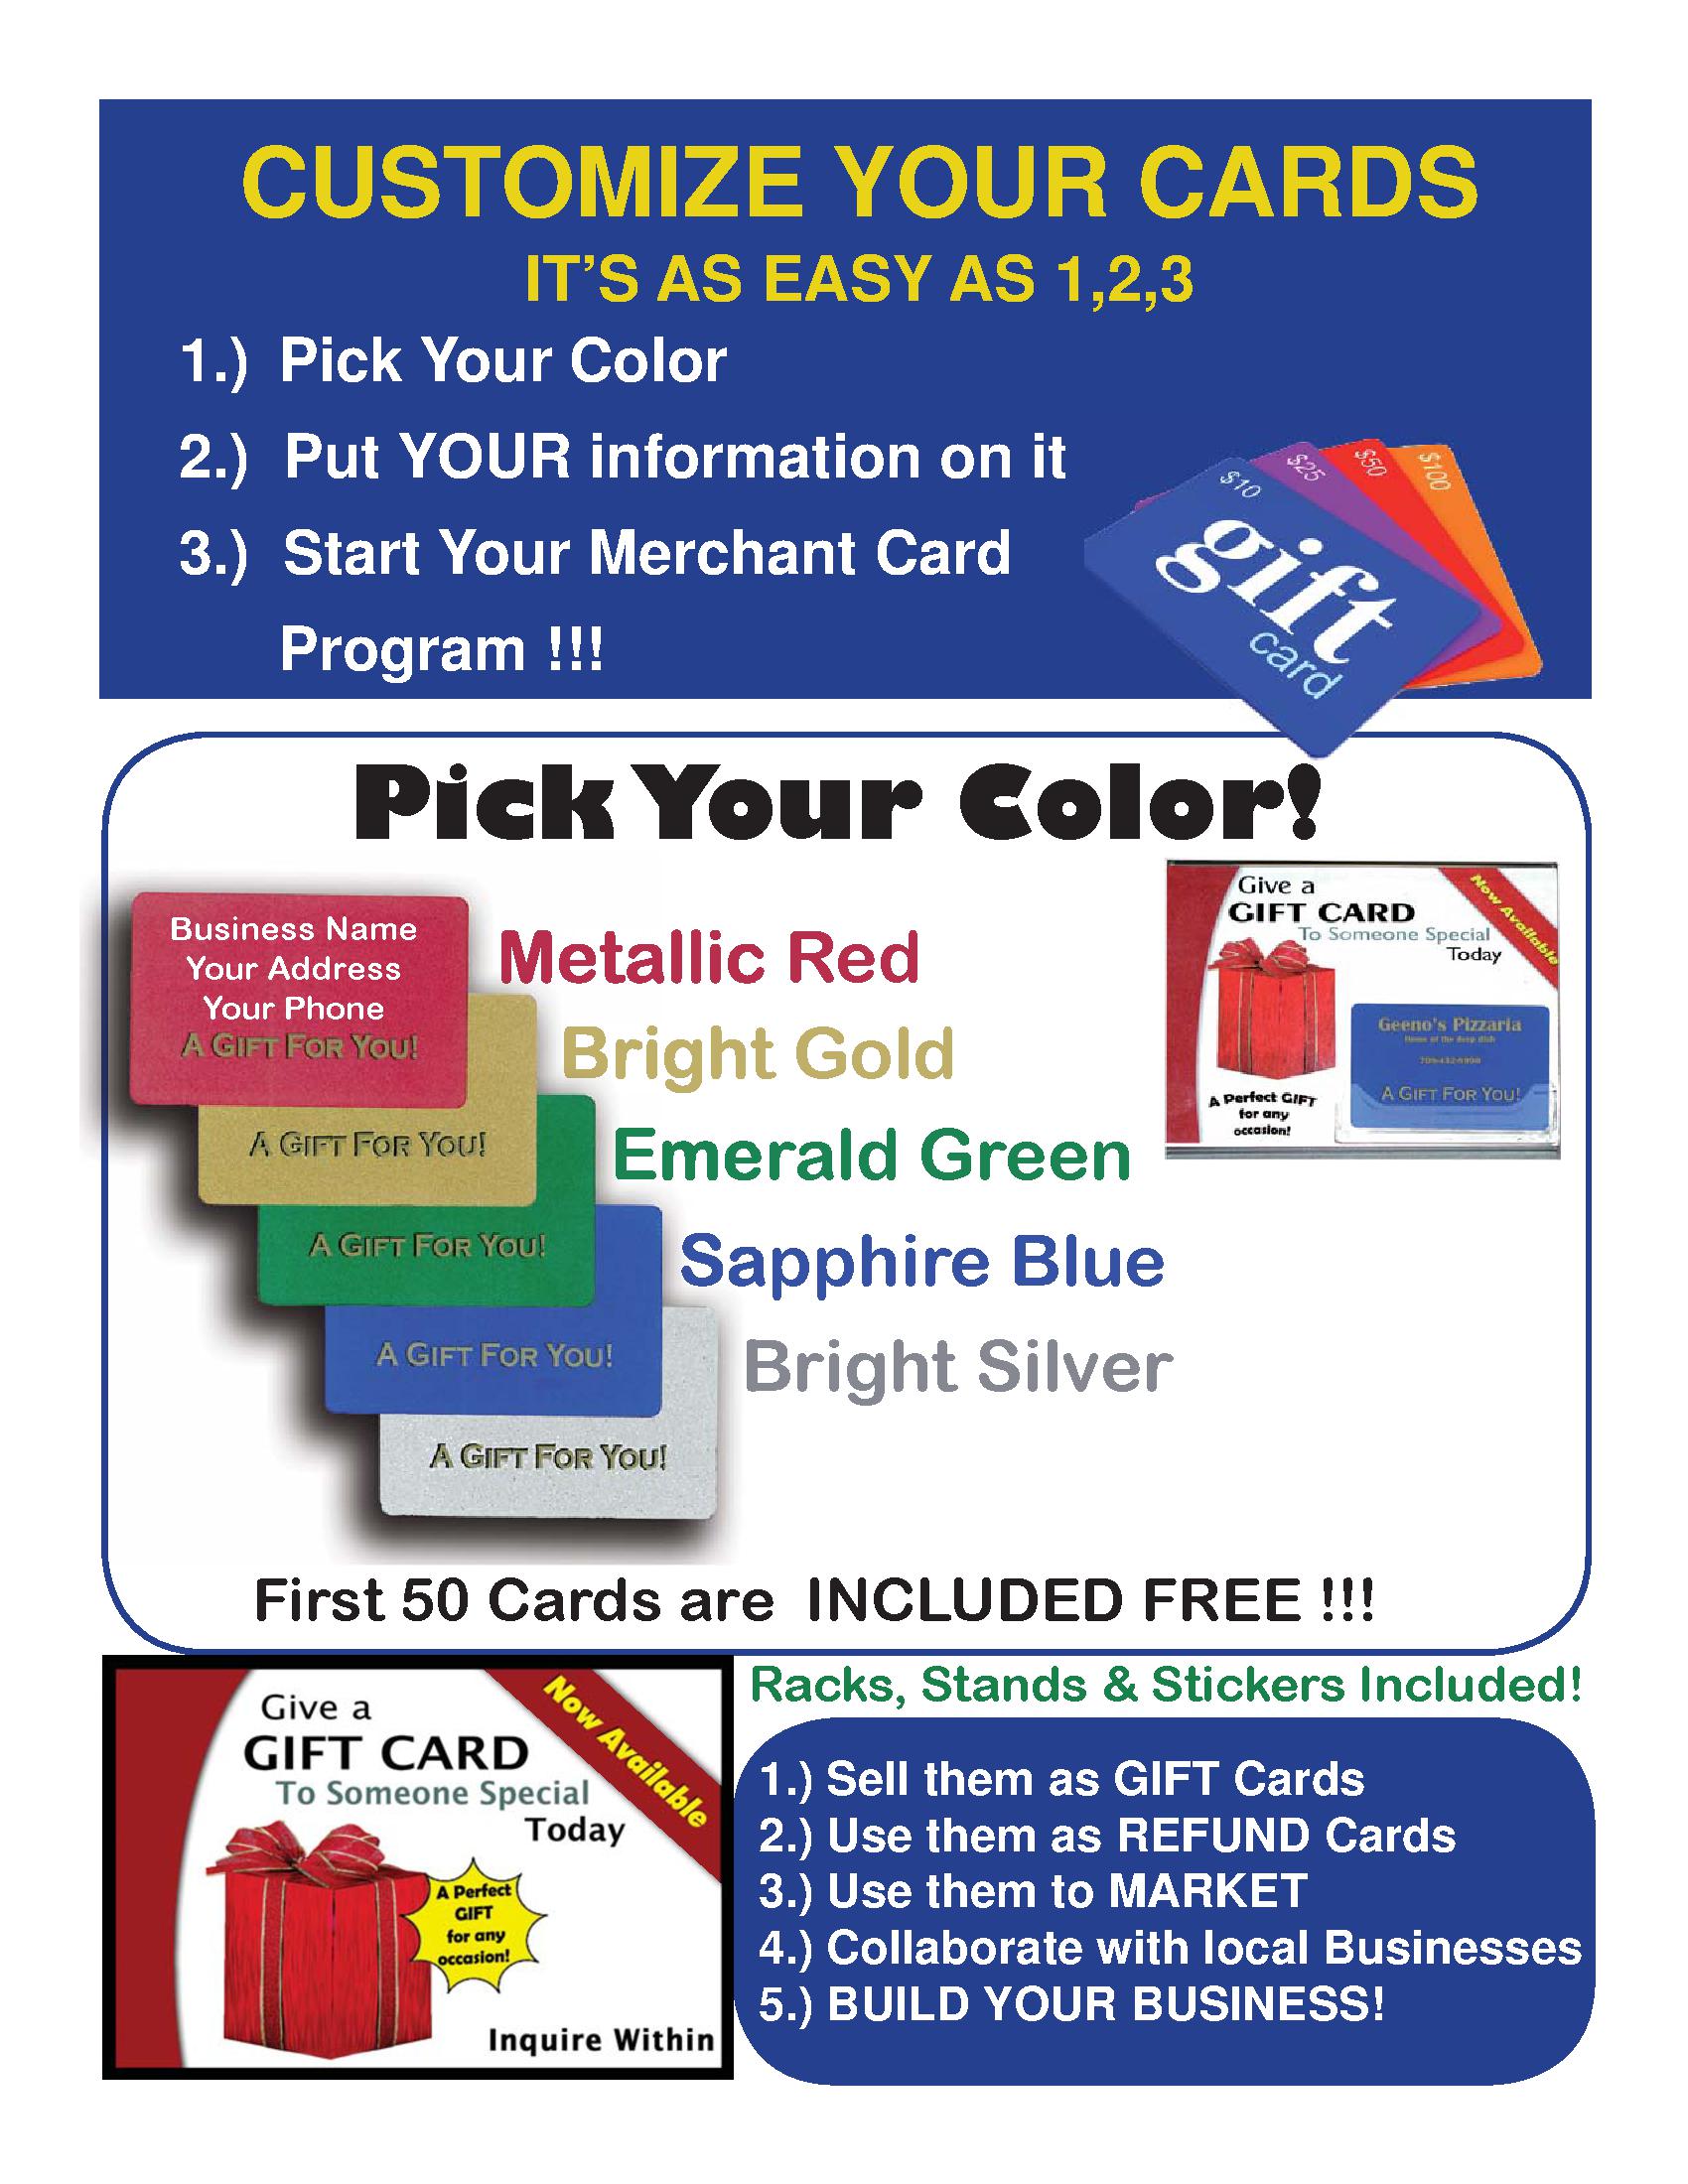 CUSTOMIZE YOUR CARDS
IT'S AS EASY AS 1,2,3
1.) Pick Your Color
2.) Put YOUR information on it
3.) Start Your Merchant Card
Program !!!
$10
$25
$50
$100
gift
card
Pick Your Color!
Business Name
Your Address
Your Phone
A GIFT FOR YOU!
Metallic Red
A GIFT FOR YOU!
Bright Gold
A GIFT FOR YOU!
Emerald Green
A GIFT FOR YOU!
Sapphire Blue
A GIFT FOR YOU!
Bright Silver
Give a
GIFT CARD
To Someone Special
Today
Now Available
Geeno's Pizzaria
Home of the deep dish
A GIFT FOR YOU!
A Perfect GIFT
for any
occasion!
First 50 Cards are INCLUDED FREE !!!
Give a
GIFT CARD
To Someone Special
Today
Now Available
A Perfect
GIFT
for any
occasion!
Inquire Within
Racks, Stands & Stickers Included!
1.) Sell them as GIFT Cards
2.) Use them as REFUND Cards
3.) Use them to MARKET
4.) Collaborate with local Businesses
5.) BUILD YOUR BUSINESS!